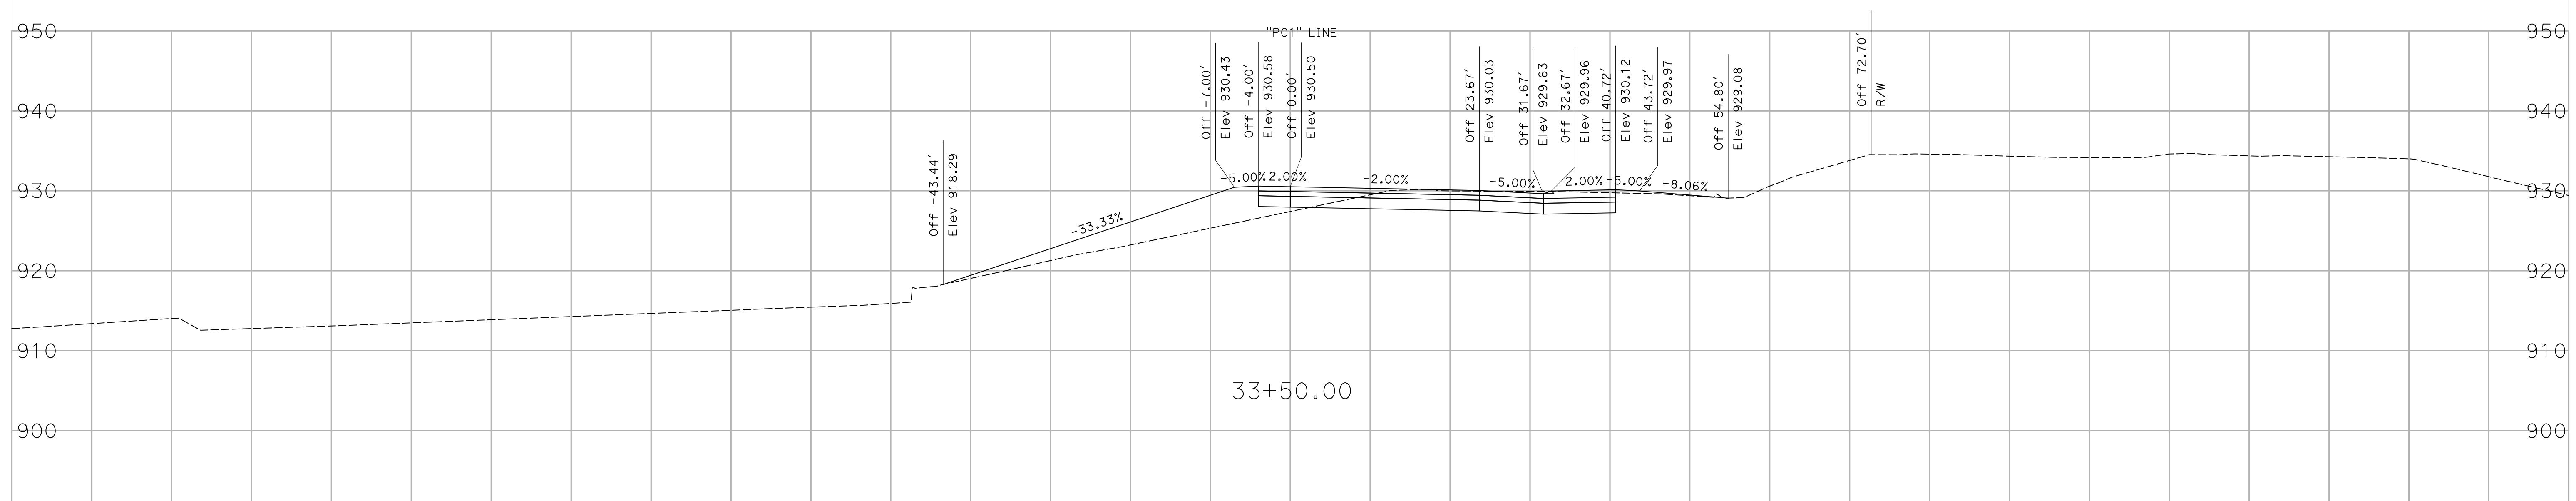 "PC1" LINE
950
950
Off 72.70′
R/W
Off -7.00′
Elev 930.43
Off -4.00′
Elev 930.58
Off 0.00′
Elev 930.50
Off 23.67′
Elev 930.03
Off 31.67′
Elev 929.63
Off 32.67′
Elev 929.96
Off 40.72′
Elev 930.12
Off 43.72′
Elev 929.97
Off 54.80′
Elev 929.08
940
940
Off -43.44′
Elev 918.29
930
-5.00%
2.00%
-2.00%
-5.00%
2.00%
-5.00%
-8.06%
930
-33.33%
920
920
910
910
33+50.00
900
900